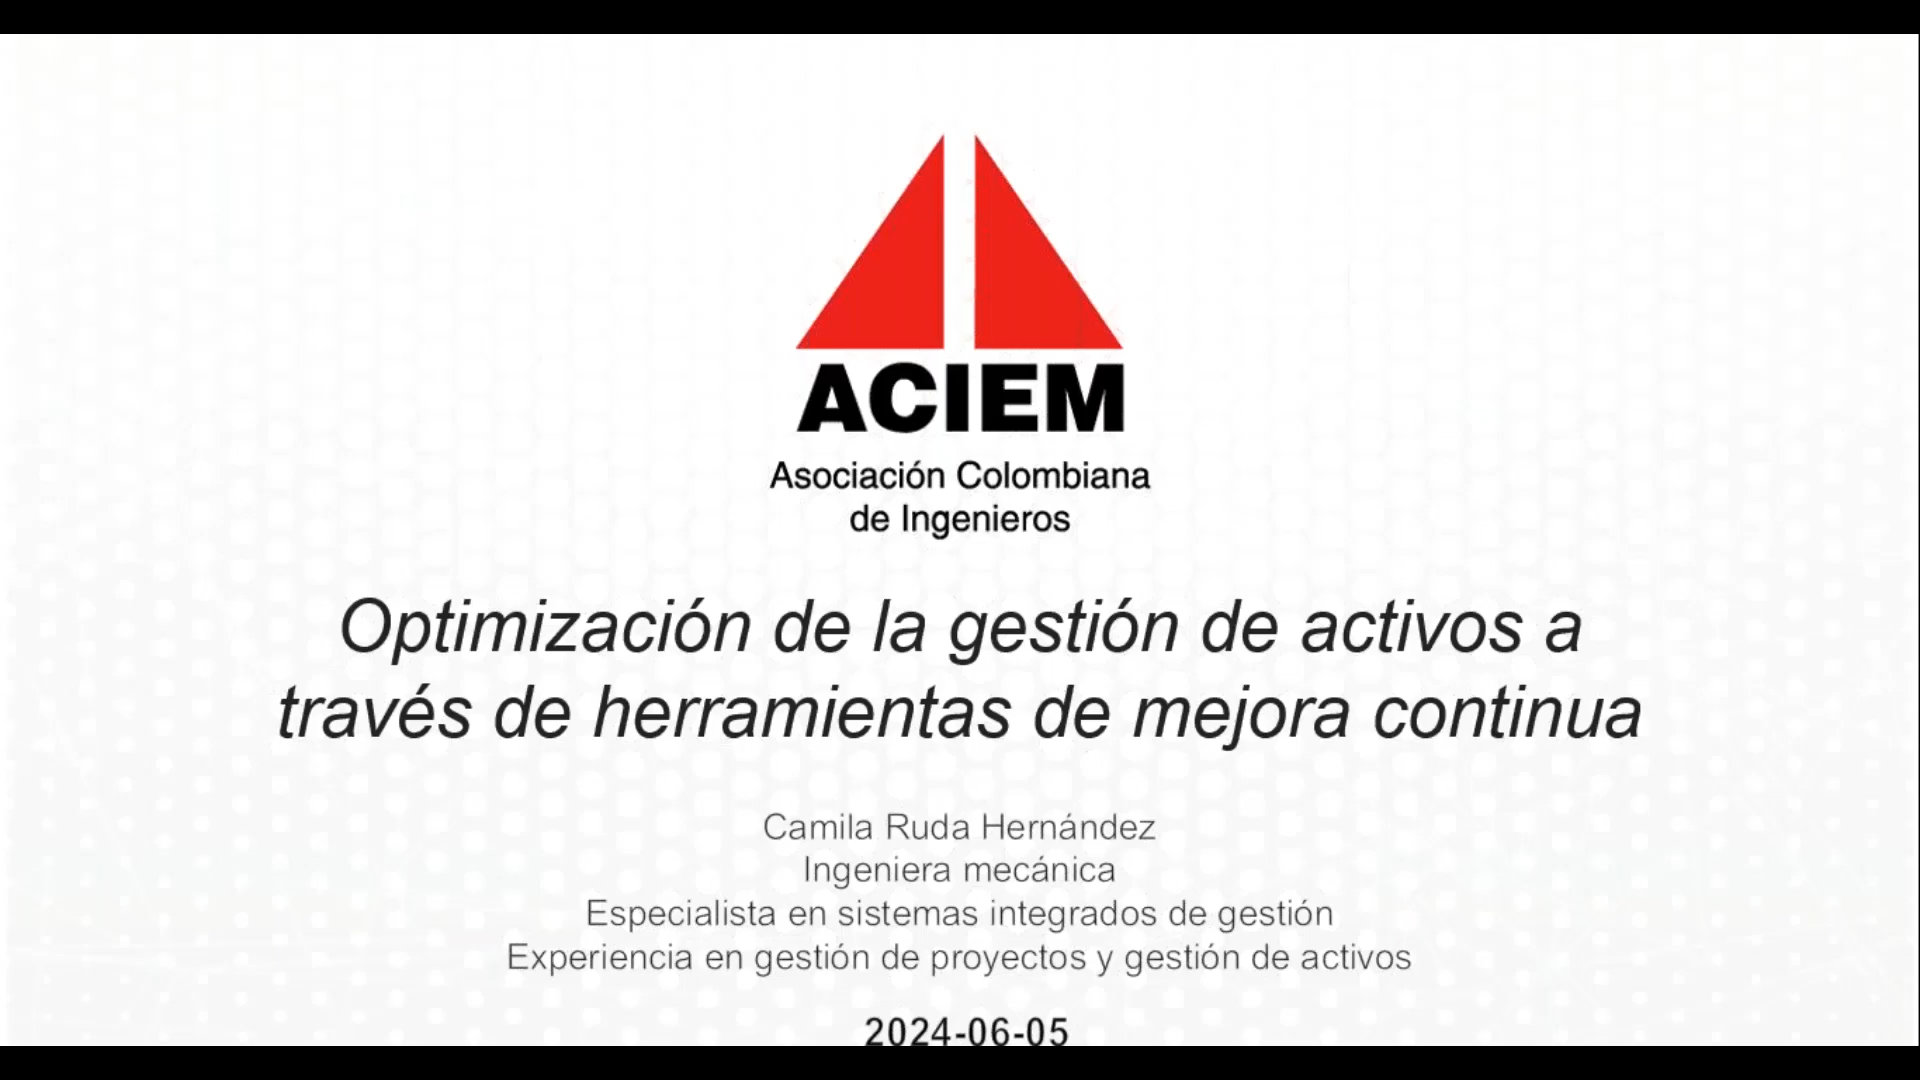 ACIEM
Asociación Colombiana
de Ingenieros
Optimización de la gestión de activos a
través de herramientas de mejora continua
Camila Ruda Hernández
Ingeniera mecánica
Especialista en sistemas integrados de gestión
Experiencia en gestión de proyectos y gestión de activos
2024-06-05